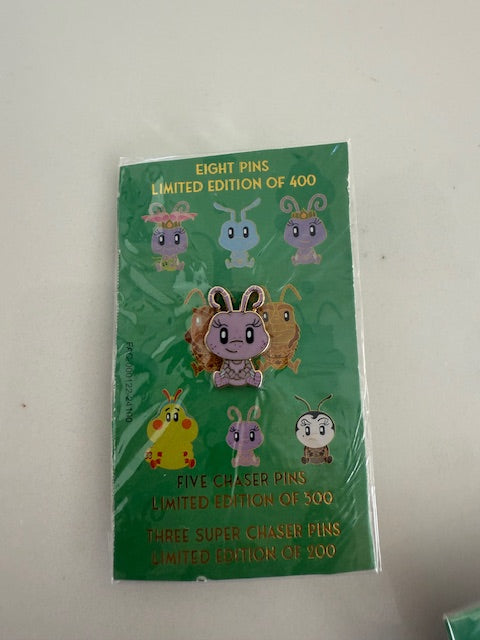 EIGHT PINS
LIMITED EDITION OF 400
FIVE CHASER PINS
LIMITED EDITION OF 300
THREE SUPER CHASER PINS
LIMITED EDITION OF 200